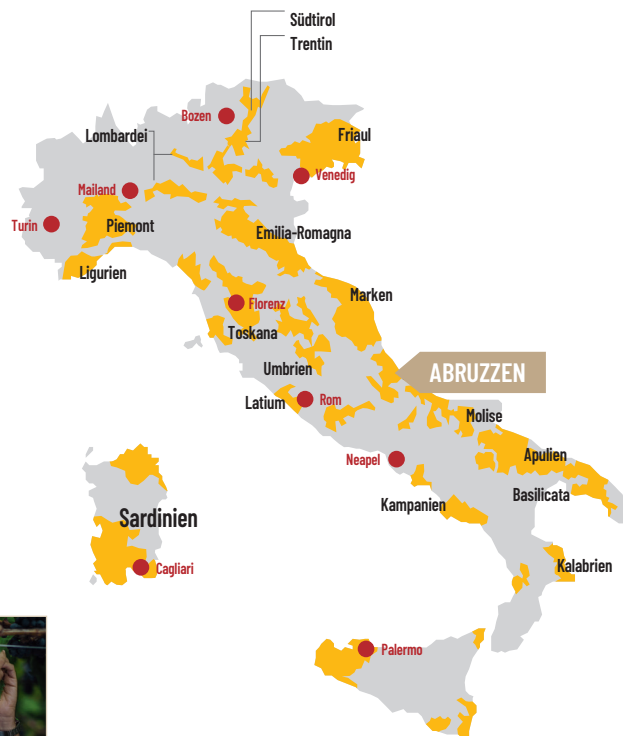 Südtirol
Trentin
Bozen
Lombardei
Friaul
Venedig
Mailand
Turin
Piemont
Emilia-Romagna
Ligurien
Marken
Florenz
Toskana
Umbrien
ABRUZZEN
Latium
Rom
Molise
Neapel
Apulien
Basilicata
Kampanien
Sardinien
Kalabrien
Cagliari
Palermo